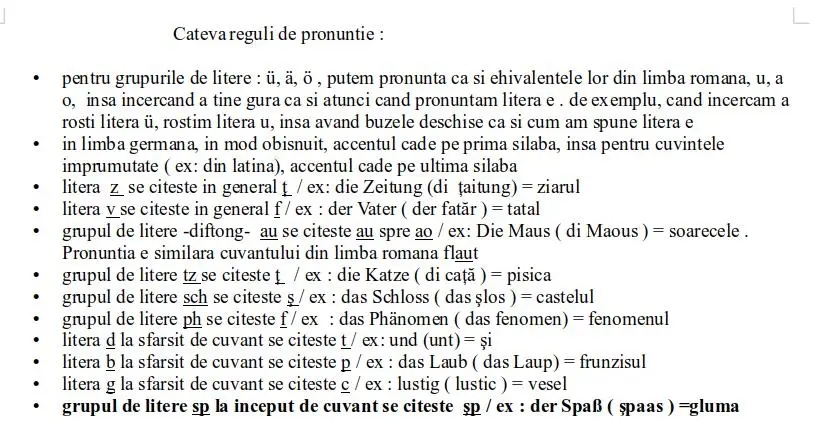 Cateva reguli de pronuntie :
• pentru grupurile de litere : ü, ä, ö , putem pronunta ca si ehivalentele lor din limba romana, u, a
o, insa incercand a tine gura ca si atunci cand pronuntam litera e . de exemplu, cand incercam a
rosti litera ü, rostim litera u, insa avand buzele deschise ca si cum am spune litera e
• in limba germana, in mod obisnuit, accentul cade pe prima silaba, insa pentru cuvintele
imprumutate ( ex: din latina), accentul cade pe ultima silaba
• litera z se citeste in general ţ / ex: die Zeitung (di țaitung) = ziarul
• litera v se citeste in general f / ex : der Vater ( der fatăr ) = tatal
• grupul de litere -diftong- au se citeste au spre ao / ex: Die Maus ( di Maous ) = soarecele .
Pronuntia e similara cuvantului din limba romana flaut
• grupul de litere tz se citeste ţ / ex : die Katze ( di cață ) = pisica
• grupul de litere sch se citeste ş / ex : das Schloss ( das șlos ) = castelul
• grupul de litere ph se citeste f / ex : das Phänomen ( das fenomen) = fenomenul
• litera d la sfarsit de cuvant se citeste t / ex: und (unt) = și
• litera b la sfarsit de cuvant se citeste p / ex : das Laub ( das Laup) = frunzisul
• litera g la sfarsit de cuvant se citeste c / ex : lustig ( lustic ) = vesel
• grupul de litere sp la inceput de cuvant se citeste şp / ex : der Spaß ( șpaas ) =gluma